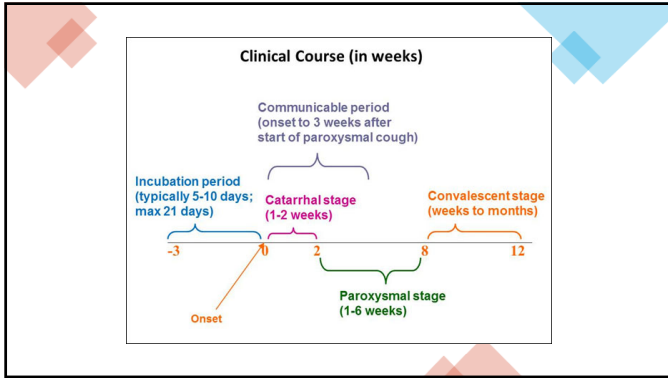 Clinical Course (in weeks)
Communicable period
(onset to 3 weeks after
start of paroxysmal cough)
Incubation period
(typically 5-10 days;
max 21 days)
Catarrhal stage
(1-2 weeks)
Convalescent stage
(weeks to months)
-3
0
2
8
12
Paroxysmal stage
(1-6 weeks)
Onset